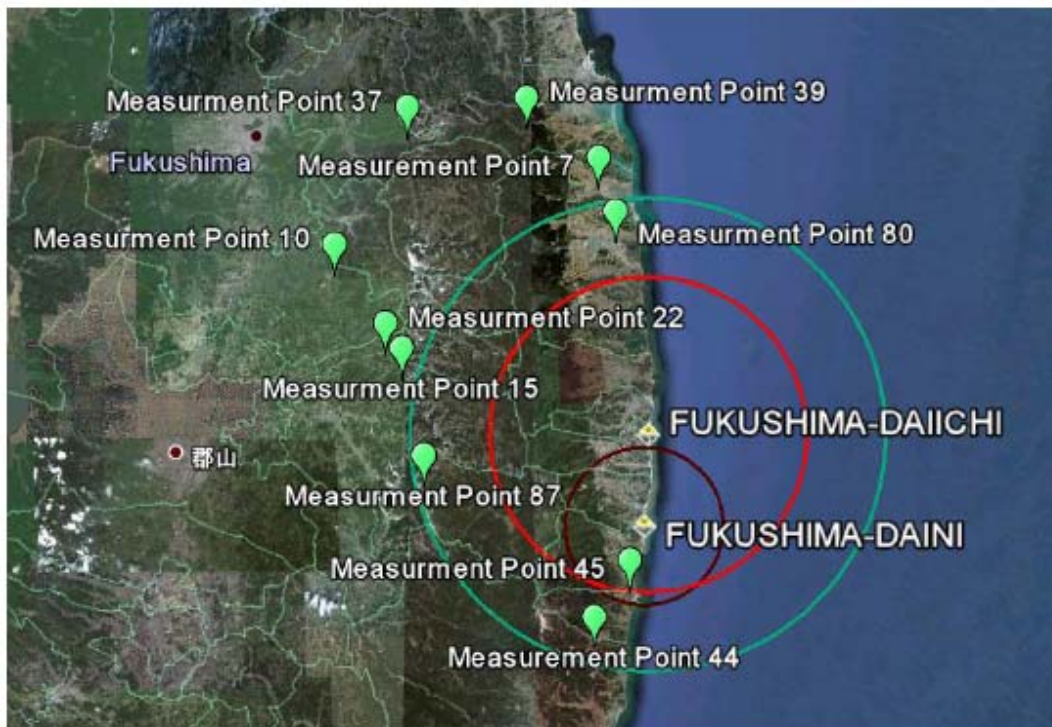 Measurment Point 37
Measurment Point 39
Fukushima
Measurement Point 7
Measurment Point 10
Measurment Point 80
Measurment Point 22
Measurment Point 15
FUKUSHIMA-DAIICHI
郡山
Measurment Point 87
FUKUSHIMA-DAINI
Measurment Point 45
Measurment Point 44